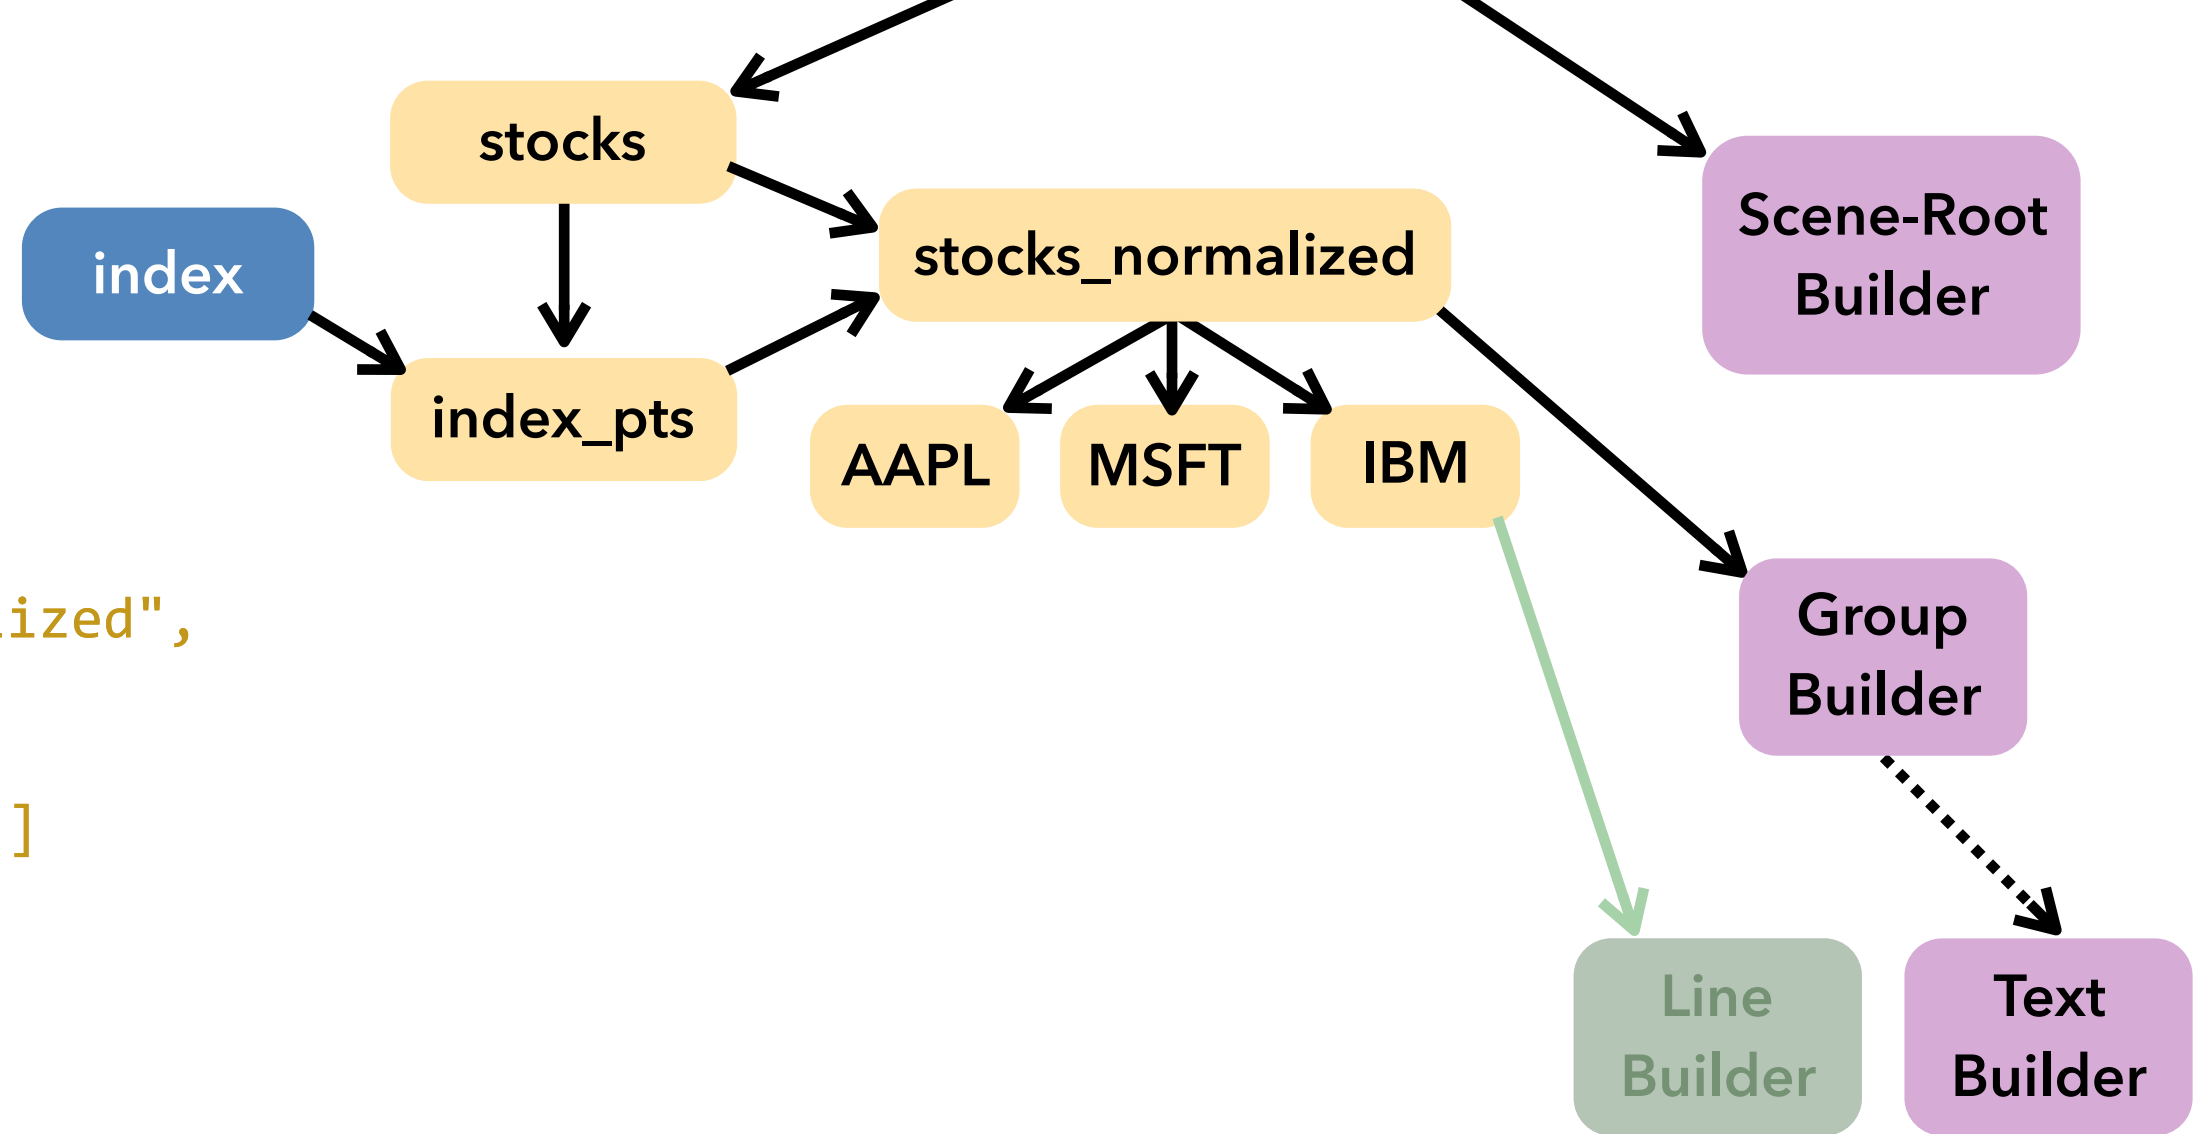 stocks
Scene-Root
Builder
index
stocks_normalized
index_pts
AAPL
MSFT
IBM
ized",
]
Group
Builder
Line
Builder
Text
Builder